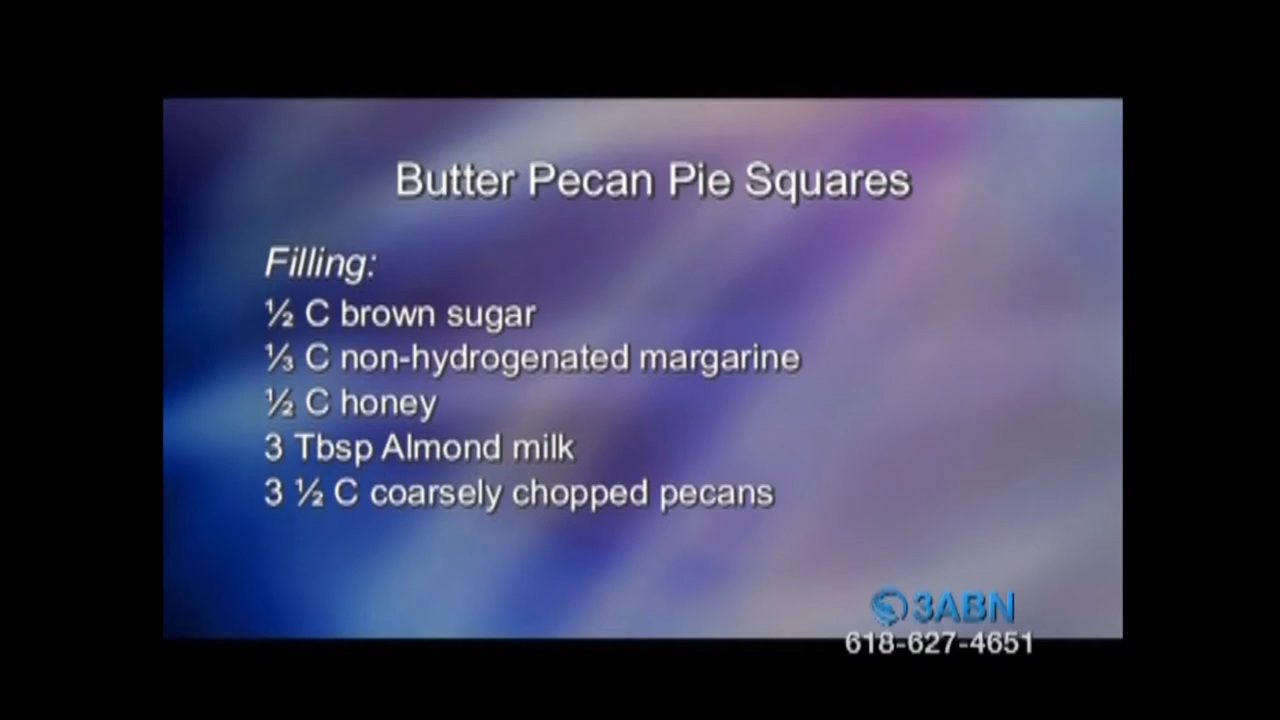 Butter Pecan Pie Squares
Filling:
½ C brown sugar
⅓ C non-hydrogenated margarine
½ C honey
3 Tbsp Almond milk
3 ½ C coarsely chopped pecans
3ABN
618-627-4651